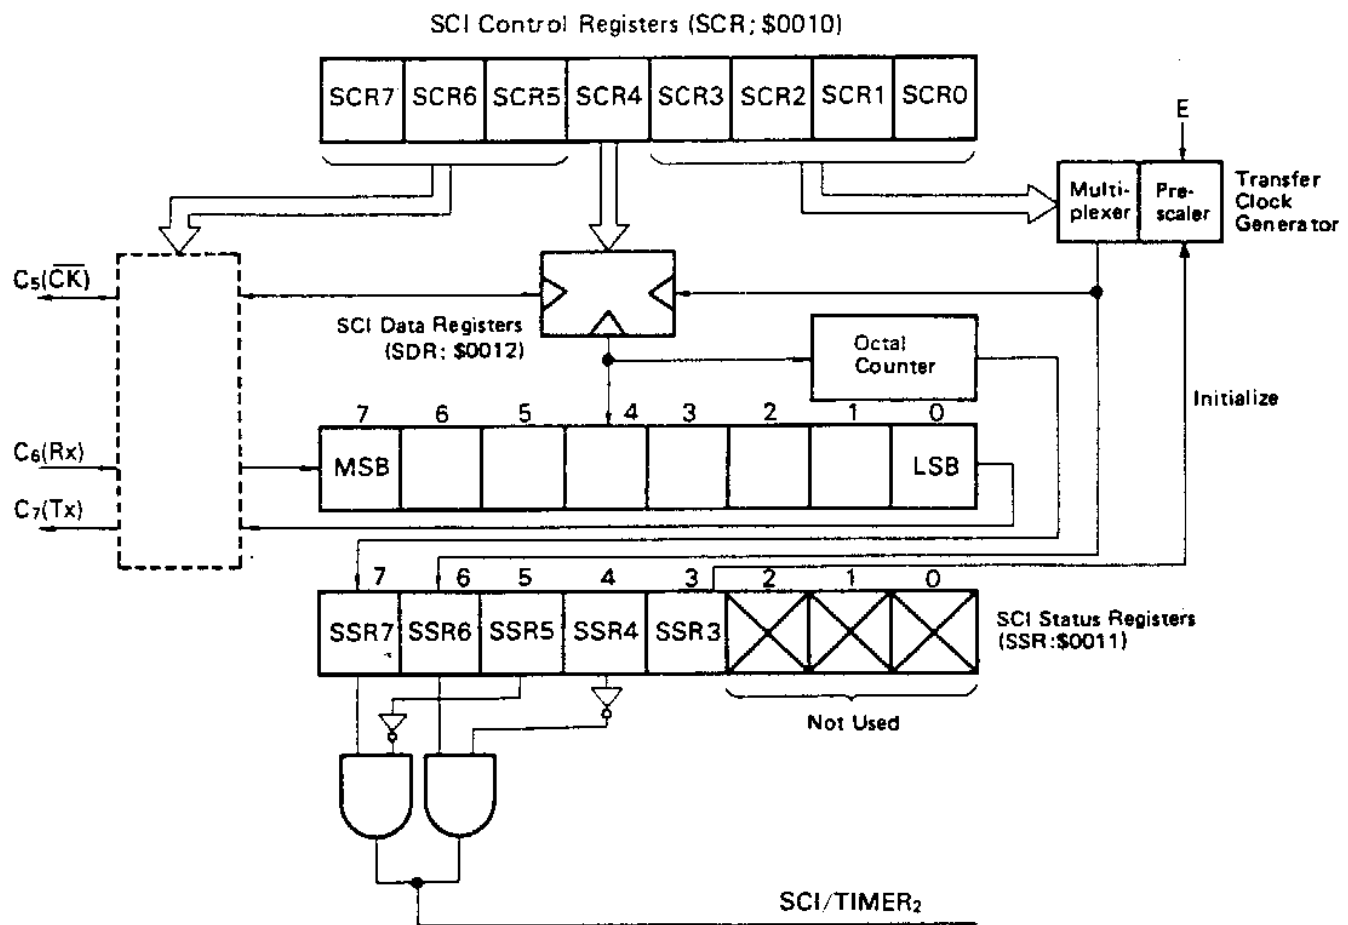 SCI Control Registers (SCR; $0010)
SCR7 SCR6 SCR5 SCR4 SCR3 SCR2 SCR1 SCR0
E
Multi-
plexer
Pre-
scaler
Transfer
Clock
Generator
C5(C̅K̅)
SCI Data Registers
(SDR: $0012)
Octal
Counter
Initialize
7 6 5 4 3 2 1 0
C6(Rx)
MSB LSB
C7(Tx)
7 6 5 4 3 2 1 0
SSR7 SSR6 SSR5 SSR4 SSR3
SCI Status Registers
(SSR:$0011)
Not Used
SCI/TIMER2